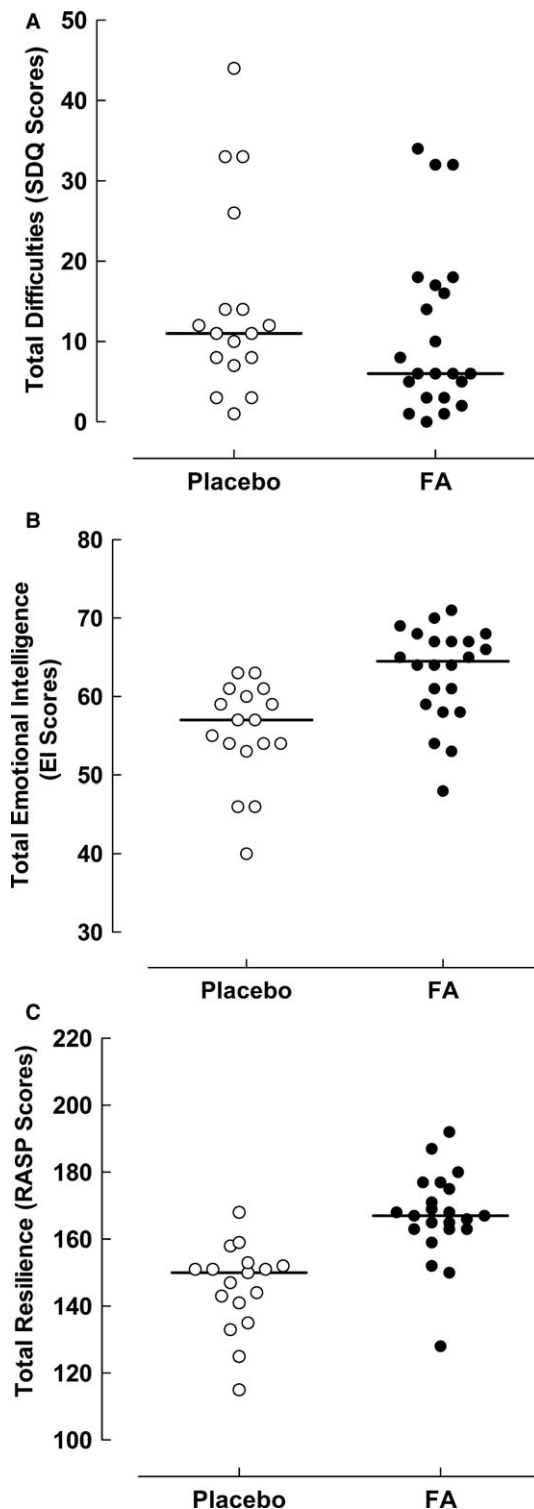 A
Total Difficulties (SDQ Scores)
50
40
30
20
10
0
Placebo
FA
B
Total Emotional Intelligence
(EI Scores)
80
70
60
50
40
30
Placebo
FA
C
Total Resilience (RASP Scores)
220
200
180
160
140
120
100
Placebo
FA